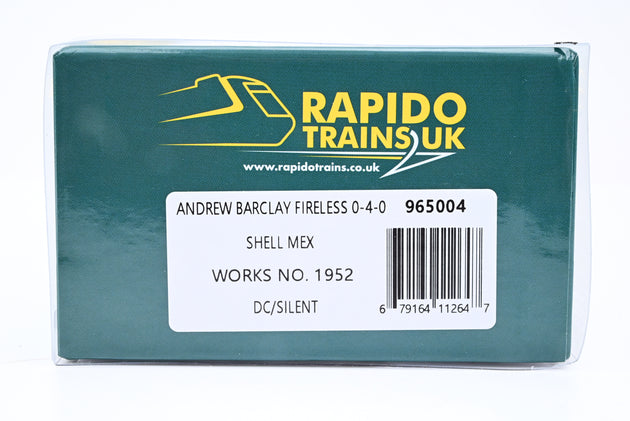 RAPIDO
TRAINS UK
www.rapidotrains.co.uk
ANDREW BARCLAY FIRELESS 0-4-0 965004
SHELL MEX
WORKS NO. 1952
DC/SILENT
6 79164 11264 7